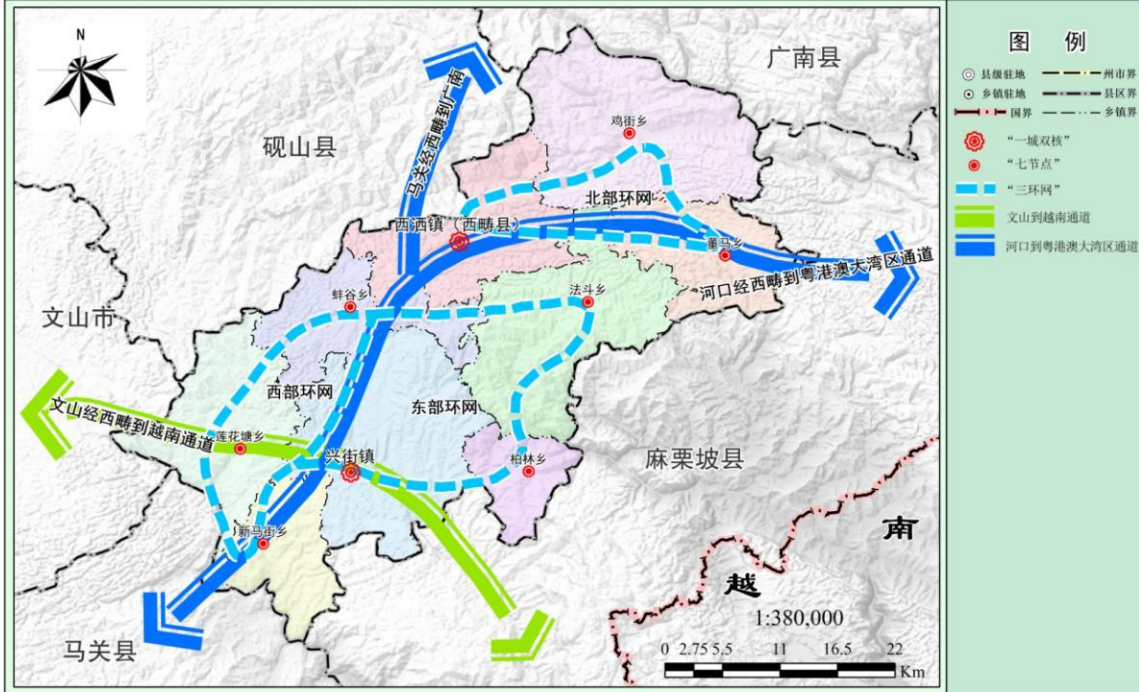 N
广南县
砚山县
马关经西畴到广南
鸡街乡
北部环网
西洒镇（西畴县）
董马乡
河口经西畴到粤港澳大湾区通道
蚌谷乡
法斗乡
文山市
西部环网
东部环网
文山经西畴到越南通道
莲花塘乡
兴街镇
柏林乡
麻栗坡县
新马街乡
南
越
马关县
1:380,000
0 2.75 5.5 11 16.5 22
Km
图 例
县级驻地
州市界
乡镇驻地
县区界
国界
乡镇界
“一城双核”
“七节点”
“三环网”
文山到越南通道
河口到粤港澳大湾区通道